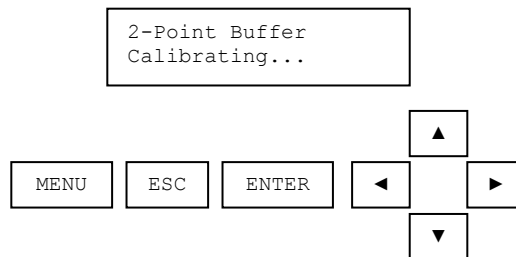 2-Point Buffer
Calibrating...
▲
MENU ESC ENTER ◄ ►
▼